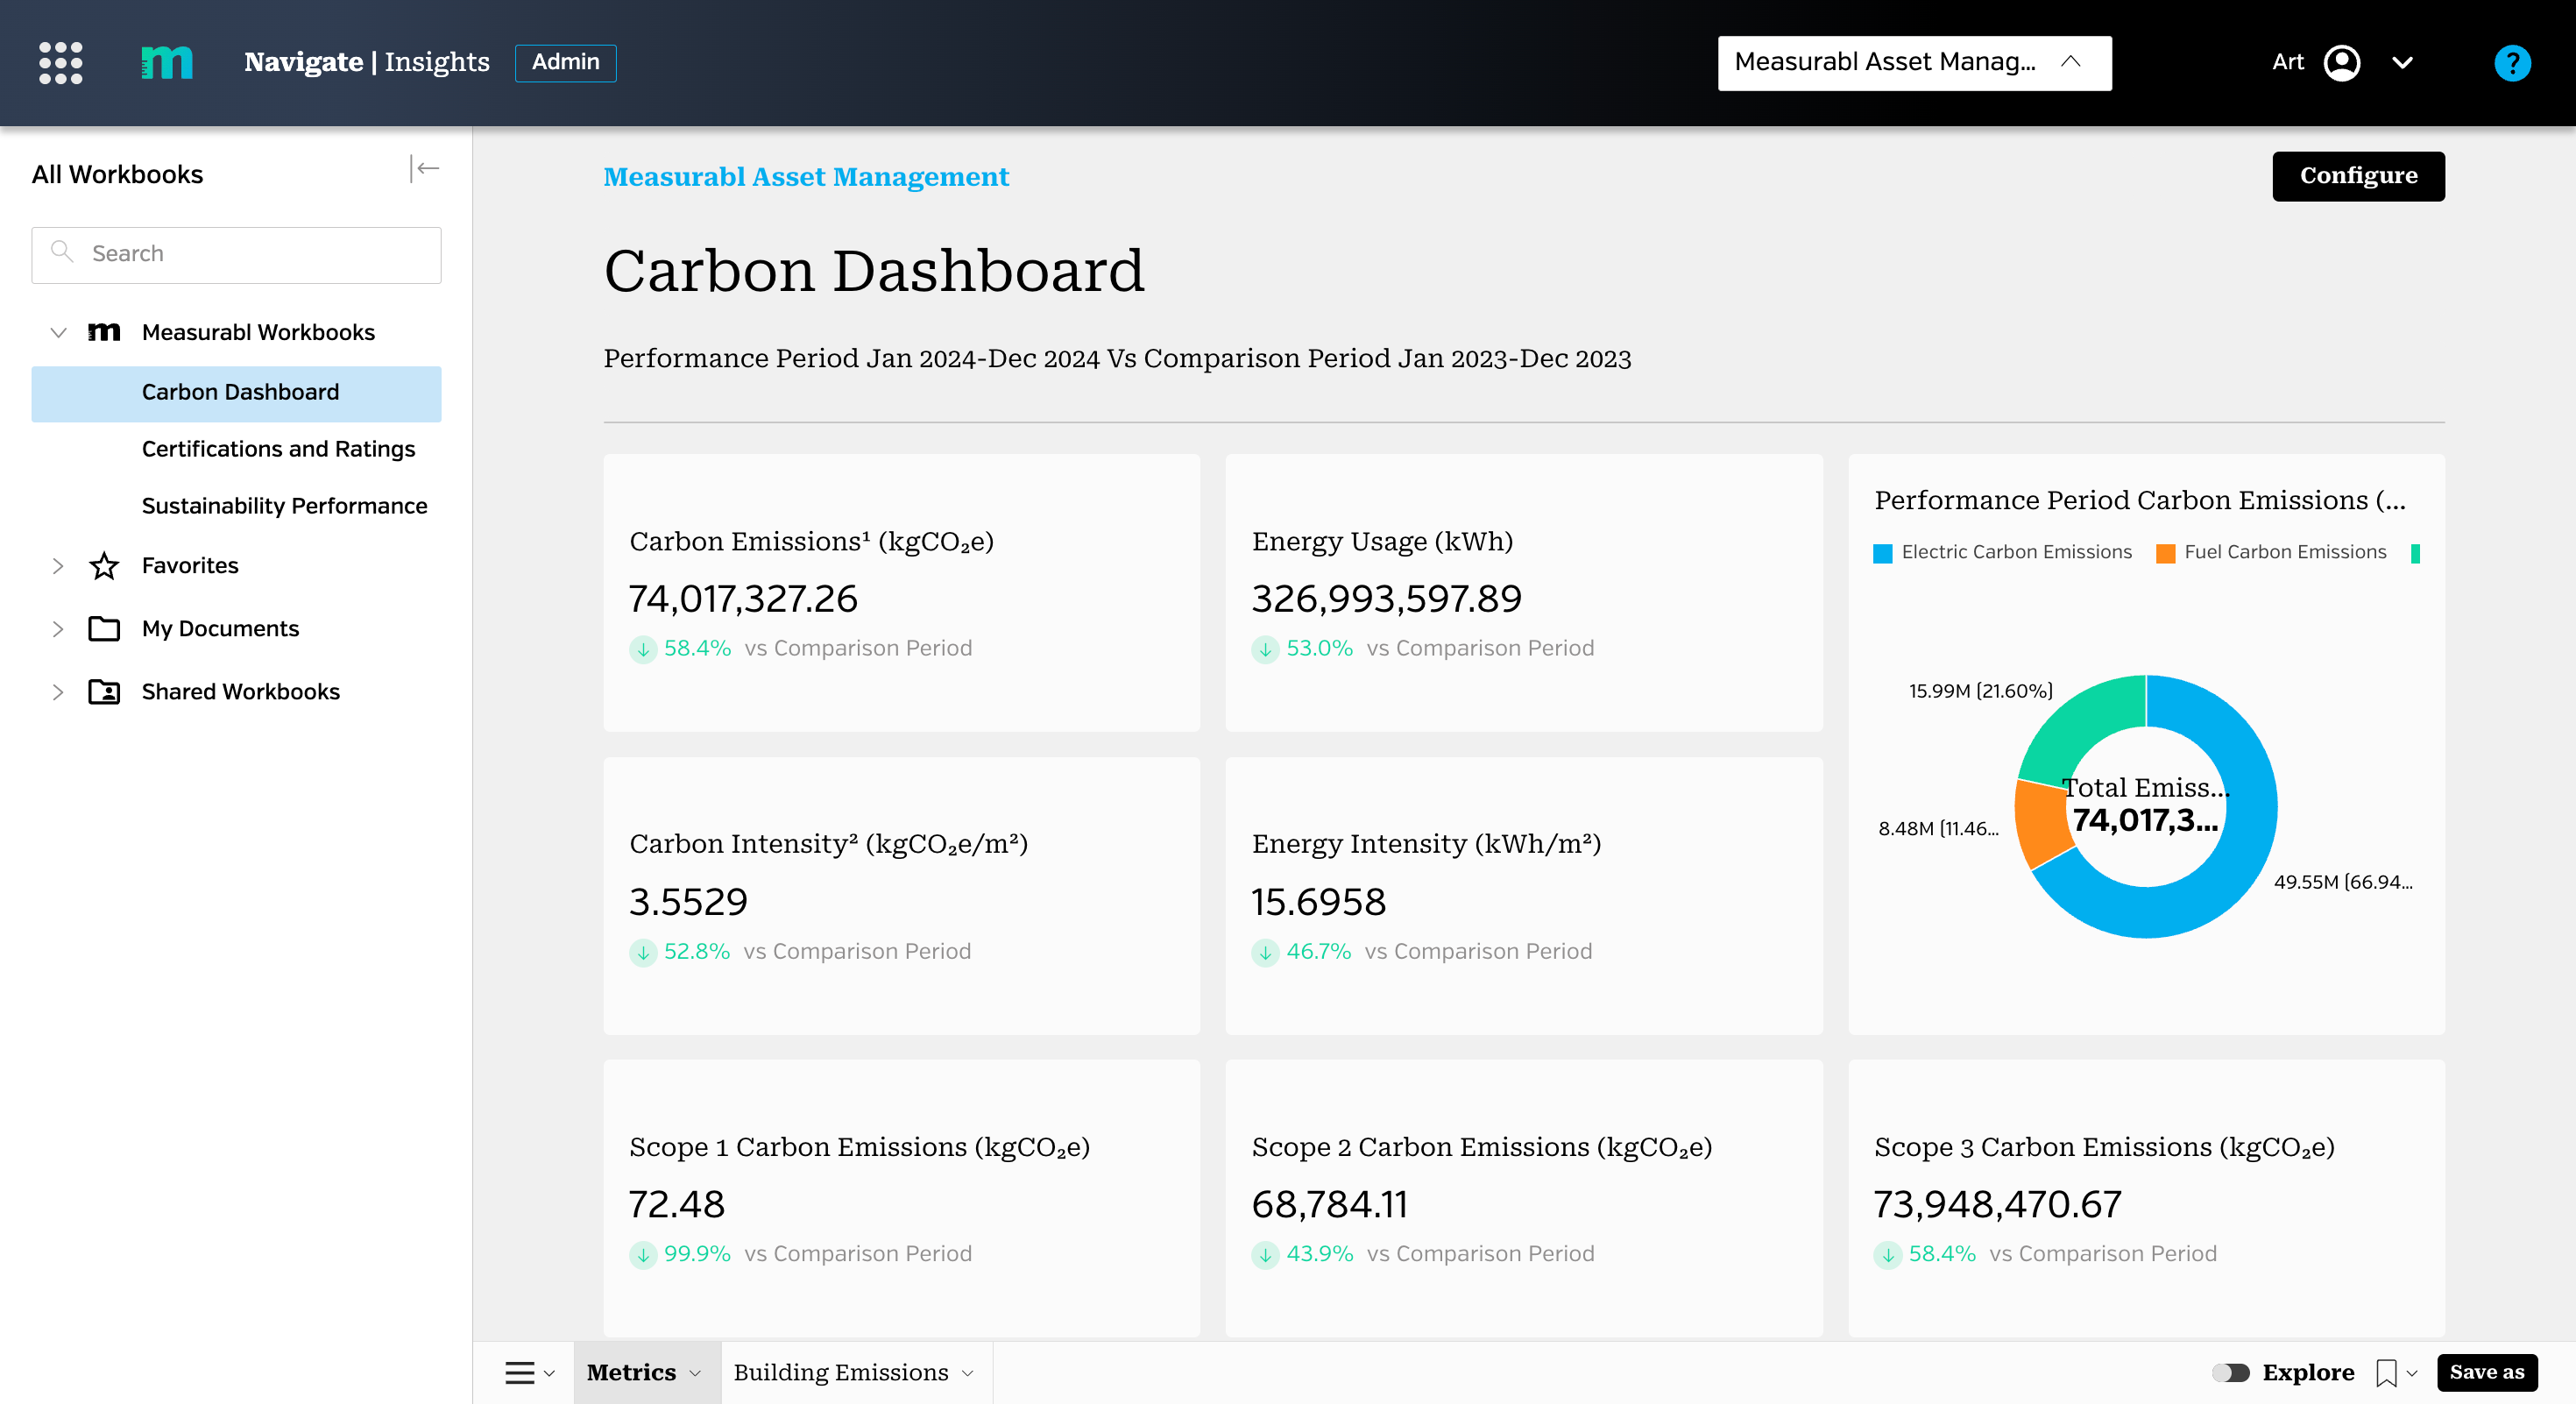 Navigate | Insights
Admin
Measurabl Asset Manag...
Art
?
All Workbooks
Search
Measurabl Workbooks
Carbon Dashboard
Certifications and Ratings
Sustainability Performance
Favorites
My Documents
Shared Workbooks
Measurabl Asset Management
Configure
Carbon Dashboard
Performance Period Jan 2024-Dec 2024 Vs Comparison Period Jan 2023-Dec 2023
Carbon Emissions¹ (kgCO₂e)
74,017,327.26
58.4% vs Comparison Period
Energy Usage (kWh)
326,993,597.89
53.0% vs Comparison Period
Performance Period Carbon Emissions (...
Electric Carbon Emissions
Fuel Carbon Emissions
15.99M (21.60%)
8.48M (11.46...
49.55M (66.94...
Total Emiss...
74,017,3...
Carbon Intensity² (kgCO₂e/m²)
3.5529
52.8% vs Comparison Period
Energy Intensity (kWh/m²)
15.6958
46.7% vs Comparison Period
Scope 1 Carbon Emissions (kgCO₂e)
72.48
99.9% vs Comparison Period
Scope 2 Carbon Emissions (kgCO₂e)
68,784.11
43.9% vs Comparison Period
Scope 3 Carbon Emissions (kgCO₂e)
73,948,470.67
58.4% vs Comparison Period
Metrics
Building Emissions
Explore
Save as